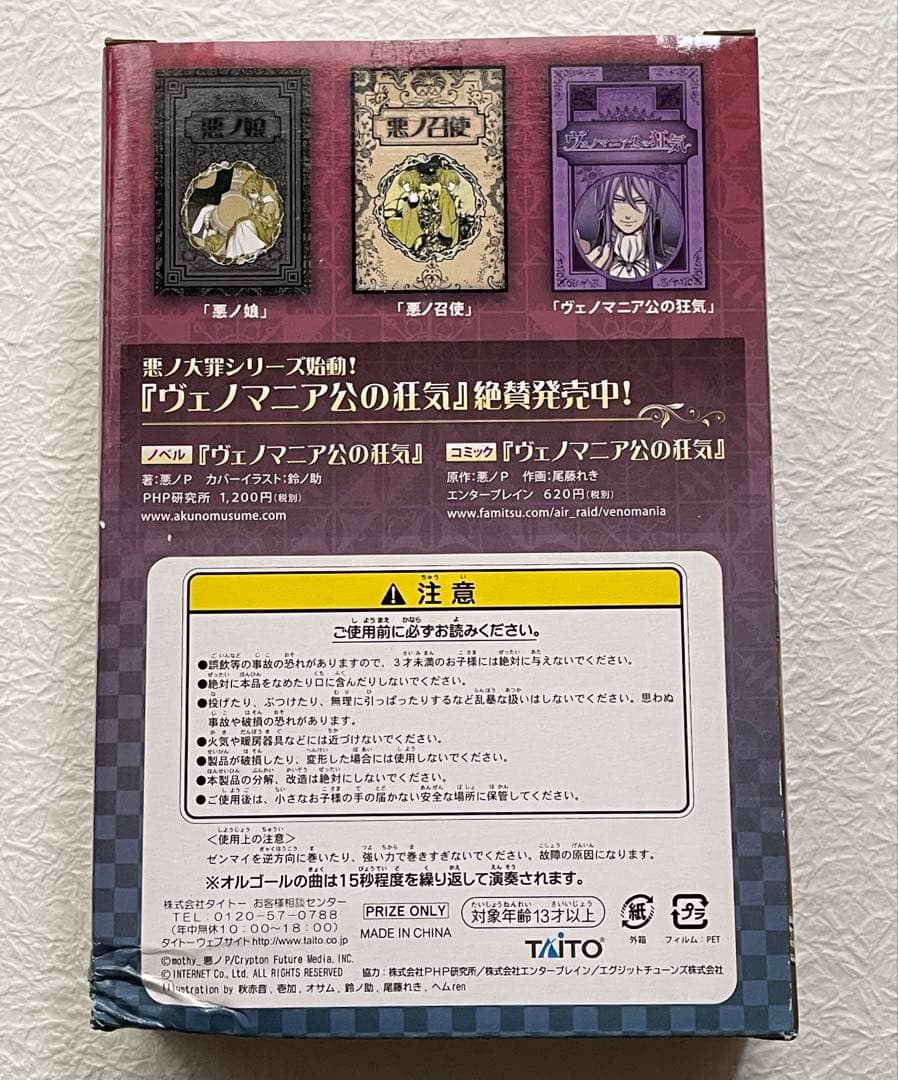 悪ノ娘
悪ノ召使
ヴェノマニア公の狂気
「悪ノ娘」
「悪ノ召使」
「ヴェノマニア公の狂気」
悪ノ大罪シリーズ始動!
『ヴェノマニア公の狂気』絶賛発売中!
ノベル 『ヴェノマニア公の狂気』
著:悪ノP カバーイラスト:鈴ノ助
PHP研究所 1,200円(税別)
www.akunomusume.com
コミック 『ヴェノマニア公の狂気』
原作:悪ノP 作画:尾藤れき
エンターブレイン 620円(税別)
www.famitsu.com/air_raid/venomania
注意
ご使用前に必ずお読みください。
●誤飲等の事故の恐れがありますので、3才未満のお子様には絶対に与えないでください。
●絶対に本品をなめたり口に含んだりしないでください。
●投げたり、ぶつけたり、無理に引っぱったりするなど乱暴な扱いはしないでください。思わぬ
事故や破損の恐れがあります。
●火気や暖房器具などには近づけないでください。
●製品が破損したり、変形した場合には使用しないでください。
●本製品の分解、改造は絶対にしないでください。
●ご使用後は、小さなお子様の手の届かない安全な場所に保管してください。
<使用上の注意>
ゼンマイを逆方向に巻いたり、強い力で巻きすぎないでください。故障の原因になります。
※オルゴールの曲は15秒程度を繰り返して演奏されます。
株式会社タイトー お客様相談センター
TEL:0120-57-0788
(年中無休10:00~18:00)
タイトーウェブサイトhttp://www.taito.co.jp
PRIZE ONLY
MADE IN CHINA
対象年齢13才以上
TAITO
紙
外箱
プラ
フィルム:PET
©mothy_悪ノP/Crypton Future Media, INC.
©INTERNET Co., Ltd. ALL RIGHTS RESERVED
協力:株式会社PHP研究所/株式会社エンターブレイン/エグジットチューンズ株式会社
Illustration by 秋赤音, 壱加, オサム, 鈴ノ助, 尾藤れき, ヘムren